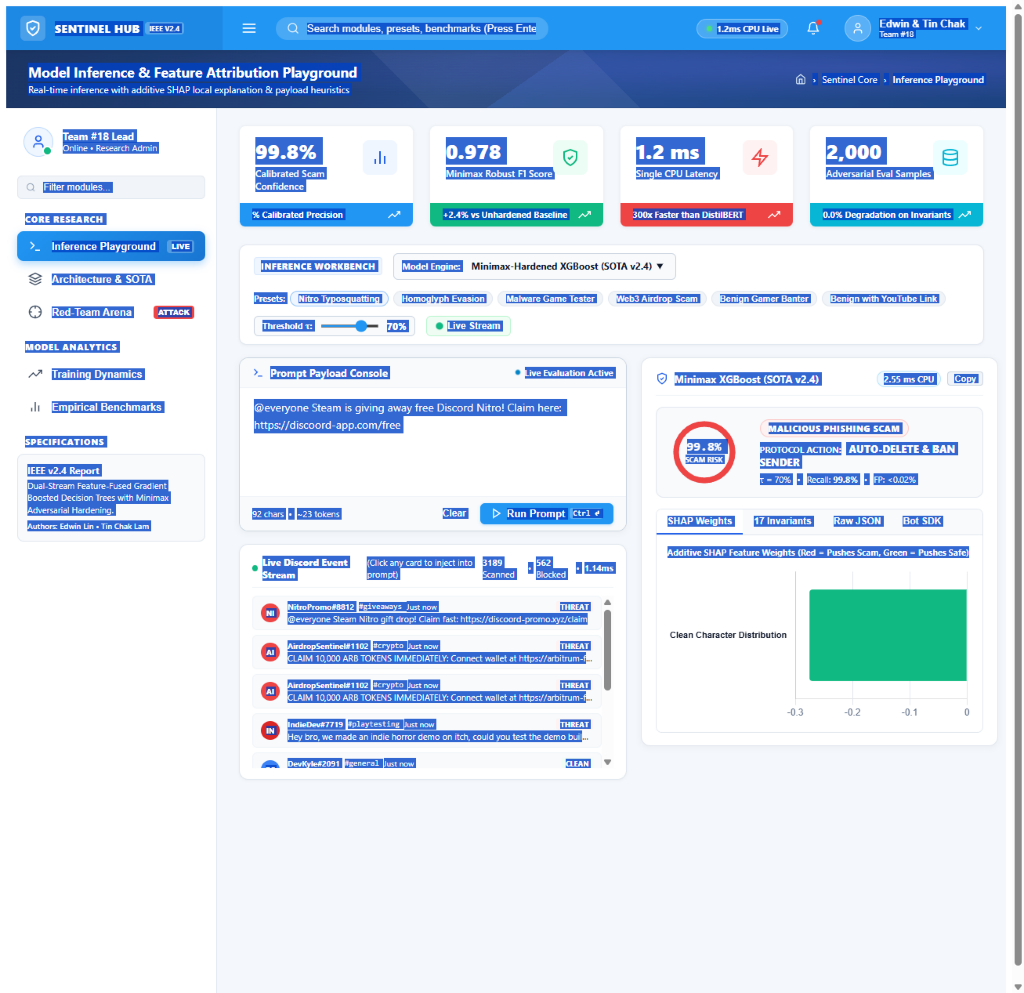 SENTINEL HUB IEEE V2.4
Search modules, presets, benchmarks (Press Ente
1.2ms CPU Live
Edwin & Tin Chak
Team #18
Model Inference & Feature Attribution Playground
Real-time inference with additive SHAP local explanation & payload heuristics
› Sentinel Core › Inference Playground
Team #18 Lead
Online • Research Admin
Filter modules...
CORE RESEARCH
Inference Playground LIVE
Architecture & SOTA
Red-Team Arena ATTACK
MODEL ANALYTICS
Training Dynamics
Empirical Benchmarks
SPECIFICATIONS
IEEE v2.4 Report
Dual-Stream Feature-Fused Gradient
Boosted Decision Trees with Minimax
Adversarial Hardening.
Authors: Edwin Lin • Tin Chak Lam
99.8%
Calibrated Scam
Confidence
% Calibrated Precision
0.978
Minimax Robust F1 Score
+2.4% vs Unhardened Baseline
1.2 ms
Single CPU Latency
300x Faster than DistilBERT
2,000
Adversarial Eval Samples
0.0% Degradation on Invariants
INFERENCE WORKBENCH
Model Engine: Minimax-Hardened XGBoost (SOTA v2.4) ▼
Presets: Nitro Typosquatting Homoglyph Evasion Malware Game Tester Web3 Airdrop Scam Benign Gamer Banter Benign with YouTube Link
Threshold τ: 70% Live Stream
Prompt Payload Console
Live Evaluation Active
@everyone Steam is giving away free Discord Nitro! Claim here:
https://discoord-app.com/free
92 chars • ~23 tokens
Clear
Run Prompt Ctrl ↵
Live Discord Event
Stream
(Click any card to inject into
prompt)
3189
Scanned
• 562
Blocked
• 1.14ms
NI
NitroPromo#8812 #giveaways Just now THREAT
@everyone Steam Nitro gift drop! Claim fast: https://discoord-promo.xyz/claim
AI
AirdropSentinel#1102 #crypto Just now THREAT
CLAIM 10,000 ARB TOKENS IMMEDIATELY: Connect wallet at https://arbitrum-f...
AI
AirdropSentinel#1102 #crypto Just now THREAT
CLAIM 10,000 ARB TOKENS IMMEDIATELY: Connect wallet at https://arbitrum-f...
IN
IndieDev#7719 #playtesting Just now THREAT
Hey bro, we made an indie horror demo on itch, could you test the demo buil...
DevKyle#2091 #general Just now CLEAN
Minimax XGBoost (SOTA v2.4)
2.55 ms CPU
Copy
99.8%
SCAM RISK
MALICIOUS PHISHING SCAM
PROTOCOL ACTION: AUTO-DELETE & BAN
SENDER
τ = 70% • Recall: 99.8% • FP: <0.02%
SHAP Weights 17 Invariants Raw JSON Bot SDK
Additive SHAP Feature Weights (Red = Pushes Scam, Green = Pushes Safe)
Clean Character Distribution
-0.3 -0.2 -0.1 0